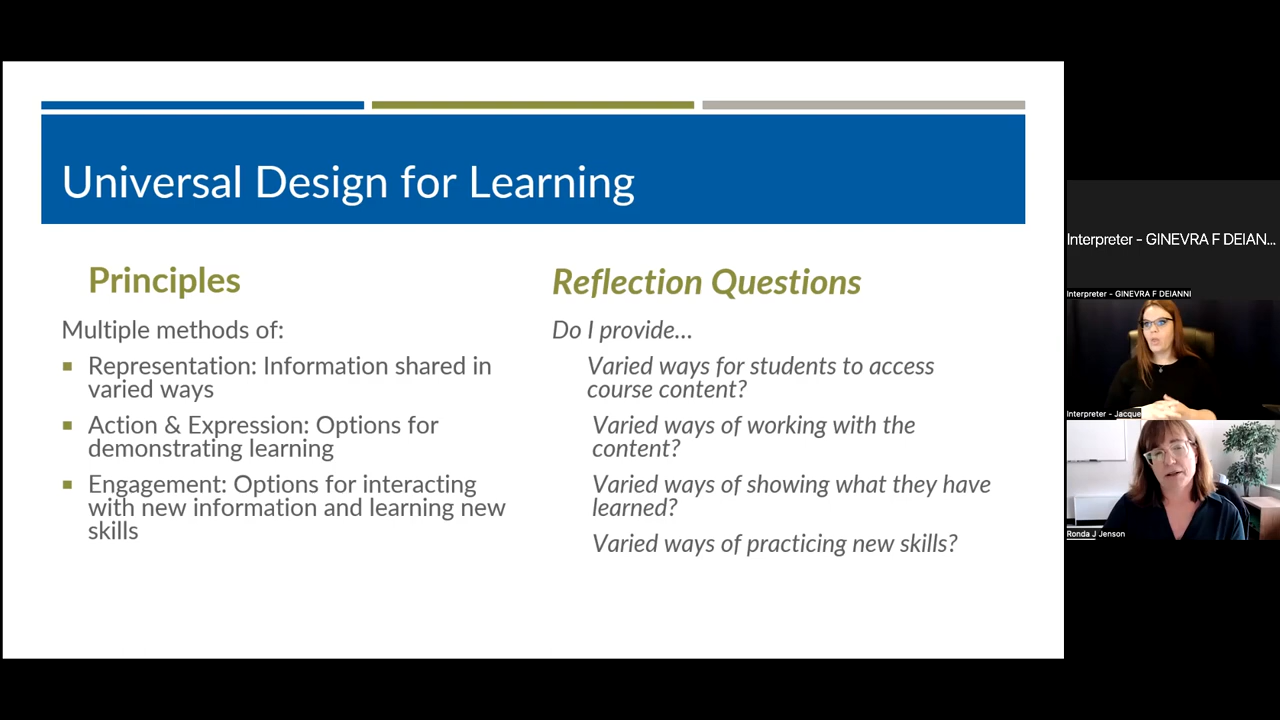 Universal Design for Learning
Principles
Multiple methods of:
Representation: Information shared in
varied ways
Action & Expression: Options for
demonstrating learning
Engagement: Options for interacting
with new information and learning new
skills
Reflection Questions
Do I provide...
Varied ways for students to access
course content?
Varied ways of working with the
content?
Varied ways of showing what they have
learned?
Varied ways of practicing new skills?
Interpreter - GINEVRA F DEIAN...
Interpreter - GINEVRA F DEIANNI
Interpreter - Jacque
Ronda J Jenson